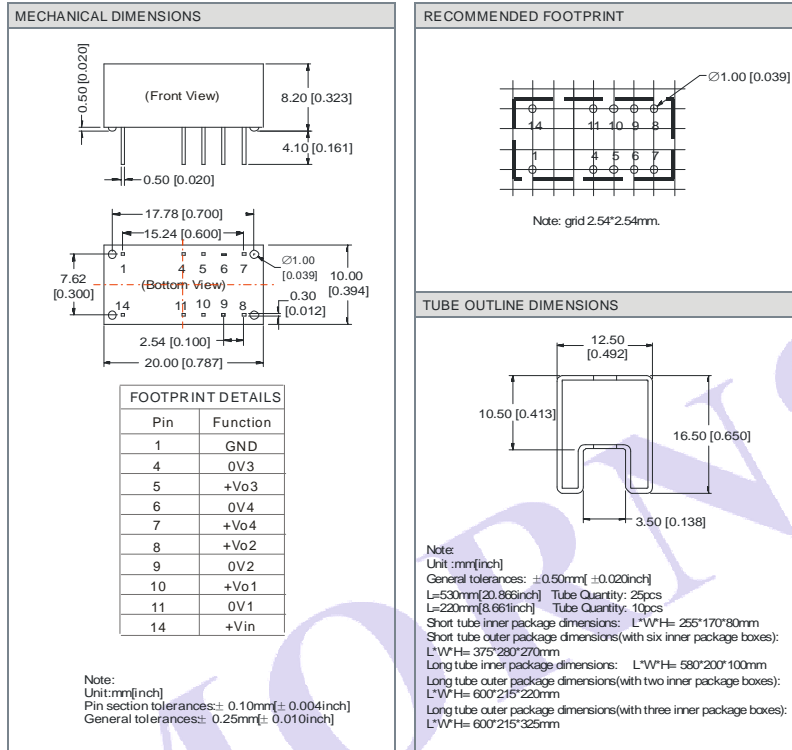 MECHANICAL DIMENSIONS
0.50 [0.020]
(Front View)
8.20 [0.323]
4.10 [0.161]
0.50 [0.020]
17.78 [0.700]
15.24 [0.600]
1 4 5 6 7
∅1.00
[0.039]
7.62
[0.300]
(Bottom View)
10.00
[0.394]
14 11 10 9 8
0.30
[0.012]
2.54 [0.100]
20.00 [0.787]
FOOTPRINT DETAILS
Pin Function
1 GND
4 0V3
5 +Vo3
6 0V4
7 +Vo4
8 +Vo2
9 0V2
10 +Vo1
11 0V1
14 +Vin
Note:
Unit:mm[inch]
Pin section tolerances:± 0.10mm[± 0.004inch]
General tolerances:± 0.25mm[± 0.010inch]
RECOMMENDED FOOTPRINT
∅1.00 [0.039]
14 11 10 9 8
1 4 5 6 7
Note: grid 2.54*2.54mm.
TUBE OUTLINE DIMENSIONS
12.50
[0.492]
10.50 [0.413]
16.50 [0.650]
3.50 [0.138]
Note:
Unit :mm[inch]
General tolerances: ±0.50mm[ ±0.020inch]
L=530mm[20.866inch] Tube Quantity: 25pcs
L=220mm[8.661inch] Tube Quantity: 10pcs
Short tube inner package dimensions: L*W*H= 255*170*80mm
Short tube outer package dimensions(with six inner package boxes):
L*W*H= 375*280*270mm
Long tube inner package dimensions: L*W*H= 580*200*100mm
Long tube outer package dimensions(with two inner package boxes):
L*W*H= 600*215*220mm
Long tube outer package dimensions(with three inner package boxes):
L*W*H= 600*215*325mm
MORNS